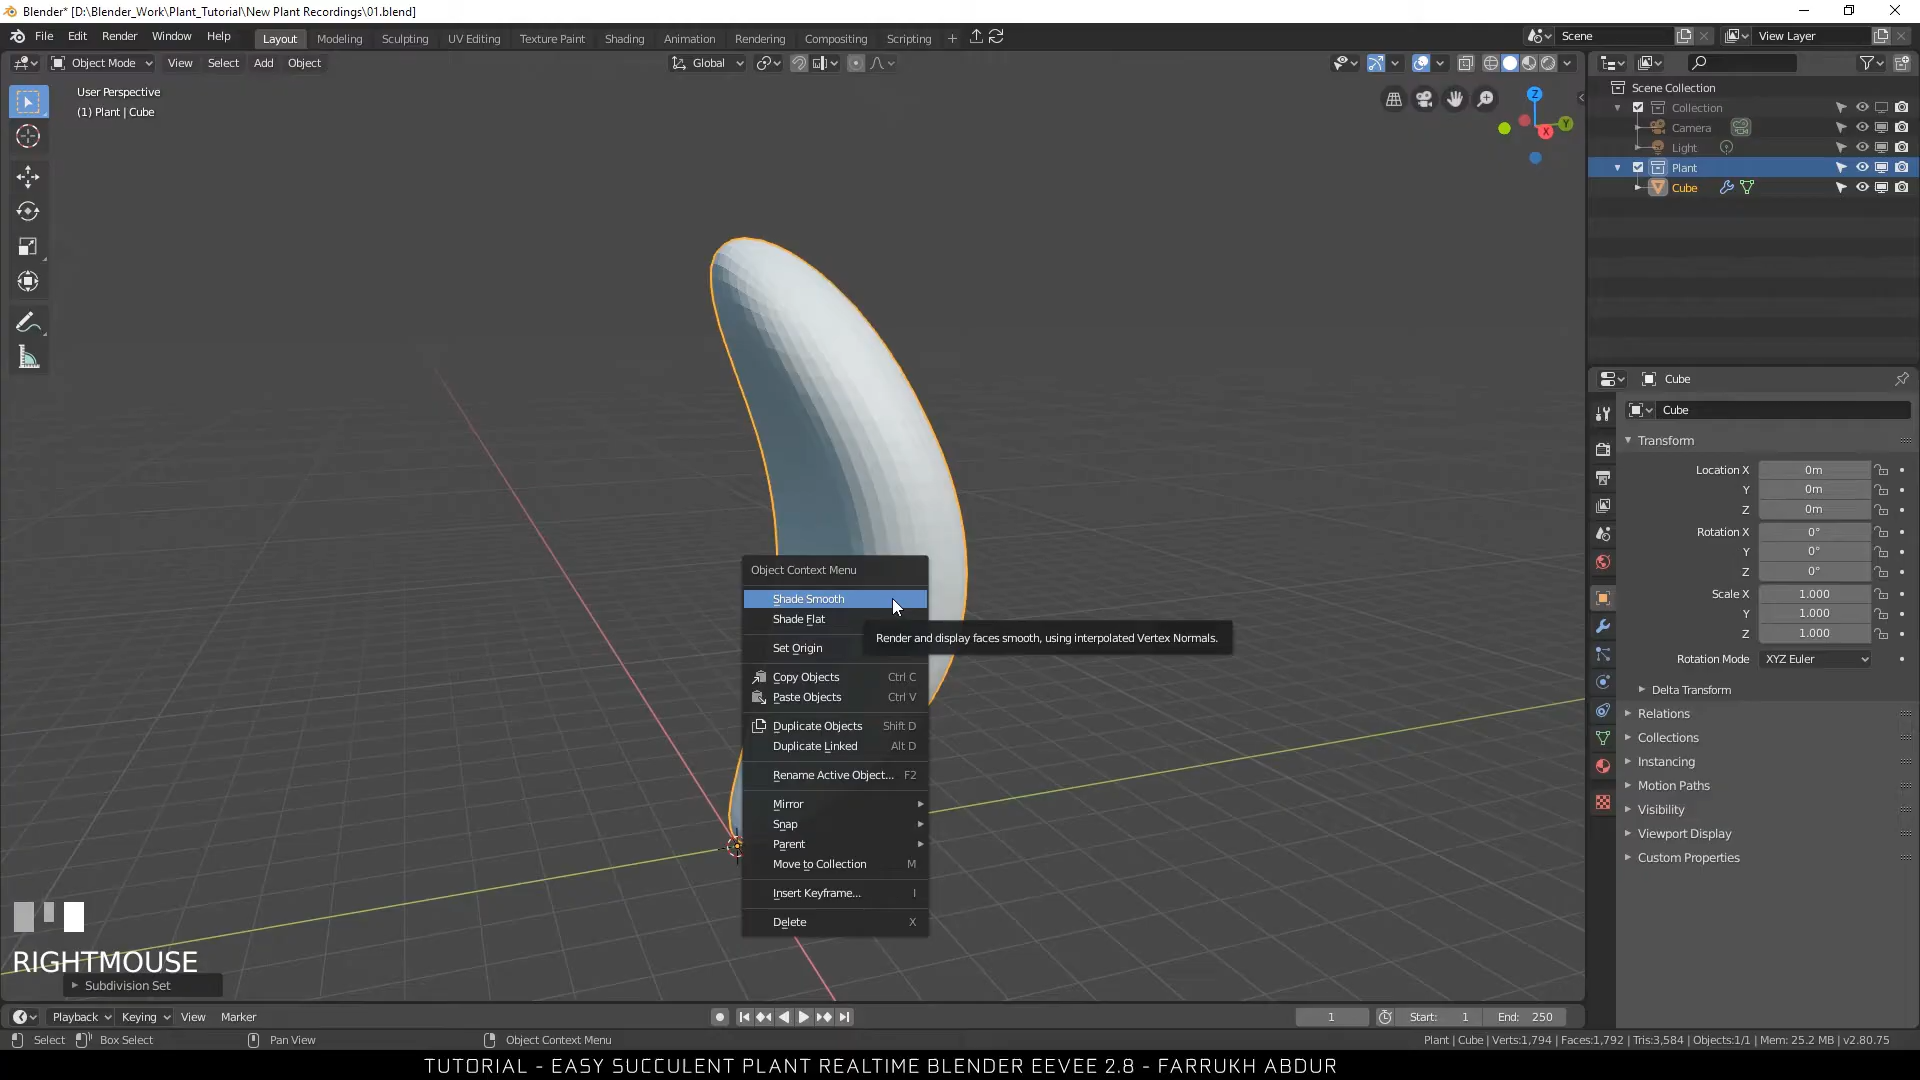 Blender* [D:\Blender_Work\Plant_Tutorial\New Plant Recordings\01.blend]
File Edit Render Window Help Layout Modeling Sculpting UV Editing Texture Paint Shading Animation Rendering Compositing Scripting Scene View Layer
Object Mode View Select Add Object Global
User Perspective
(1) Plant | Cube
Z
Y
X
Scene Collection
Collection
Camera
Light
Plant
Cube
Cube
Cube
Transform
Location X 0m
Y 0m
Z 0m
Rotation X 0°
Y 0°
Z 0°
Scale X 1.000
Y 1.000
Z 1.000
Rotation Mode XYZ Euler
Delta Transform
Relations
Collections
Instancing
Motion Paths
Visibility
Viewport Display
Custom Properties
Object Context Menu
Shade Smooth
Shade Flat
Render and display faces smooth, using interpolated Vertex Normals.
Set Origin
Copy Objects Ctrl C
Paste Objects Ctrl V
Duplicate Objects Shift D
Duplicate Linked Alt D
Rename Active Object... F2
Mirror
Snap
Parent
Move to Collection M
Insert Keyframe... I
Delete X
RIGHTMOUSE
Subdivision Set
Playback Keying View Marker 1 Start: 1 End: 250
Select Box Select Pan View Object Context Menu Plant | Cube | Verts:1,794 | Faces:1,792 | Tris:3,584 | Objects:1/1 | Mem: 25.2 MB | v2.80.75
TUTORIAL - EASY SUCCULENT PLANT REALTIME BLENDER EEVEE 2.8 - FARRUKH ABDUR